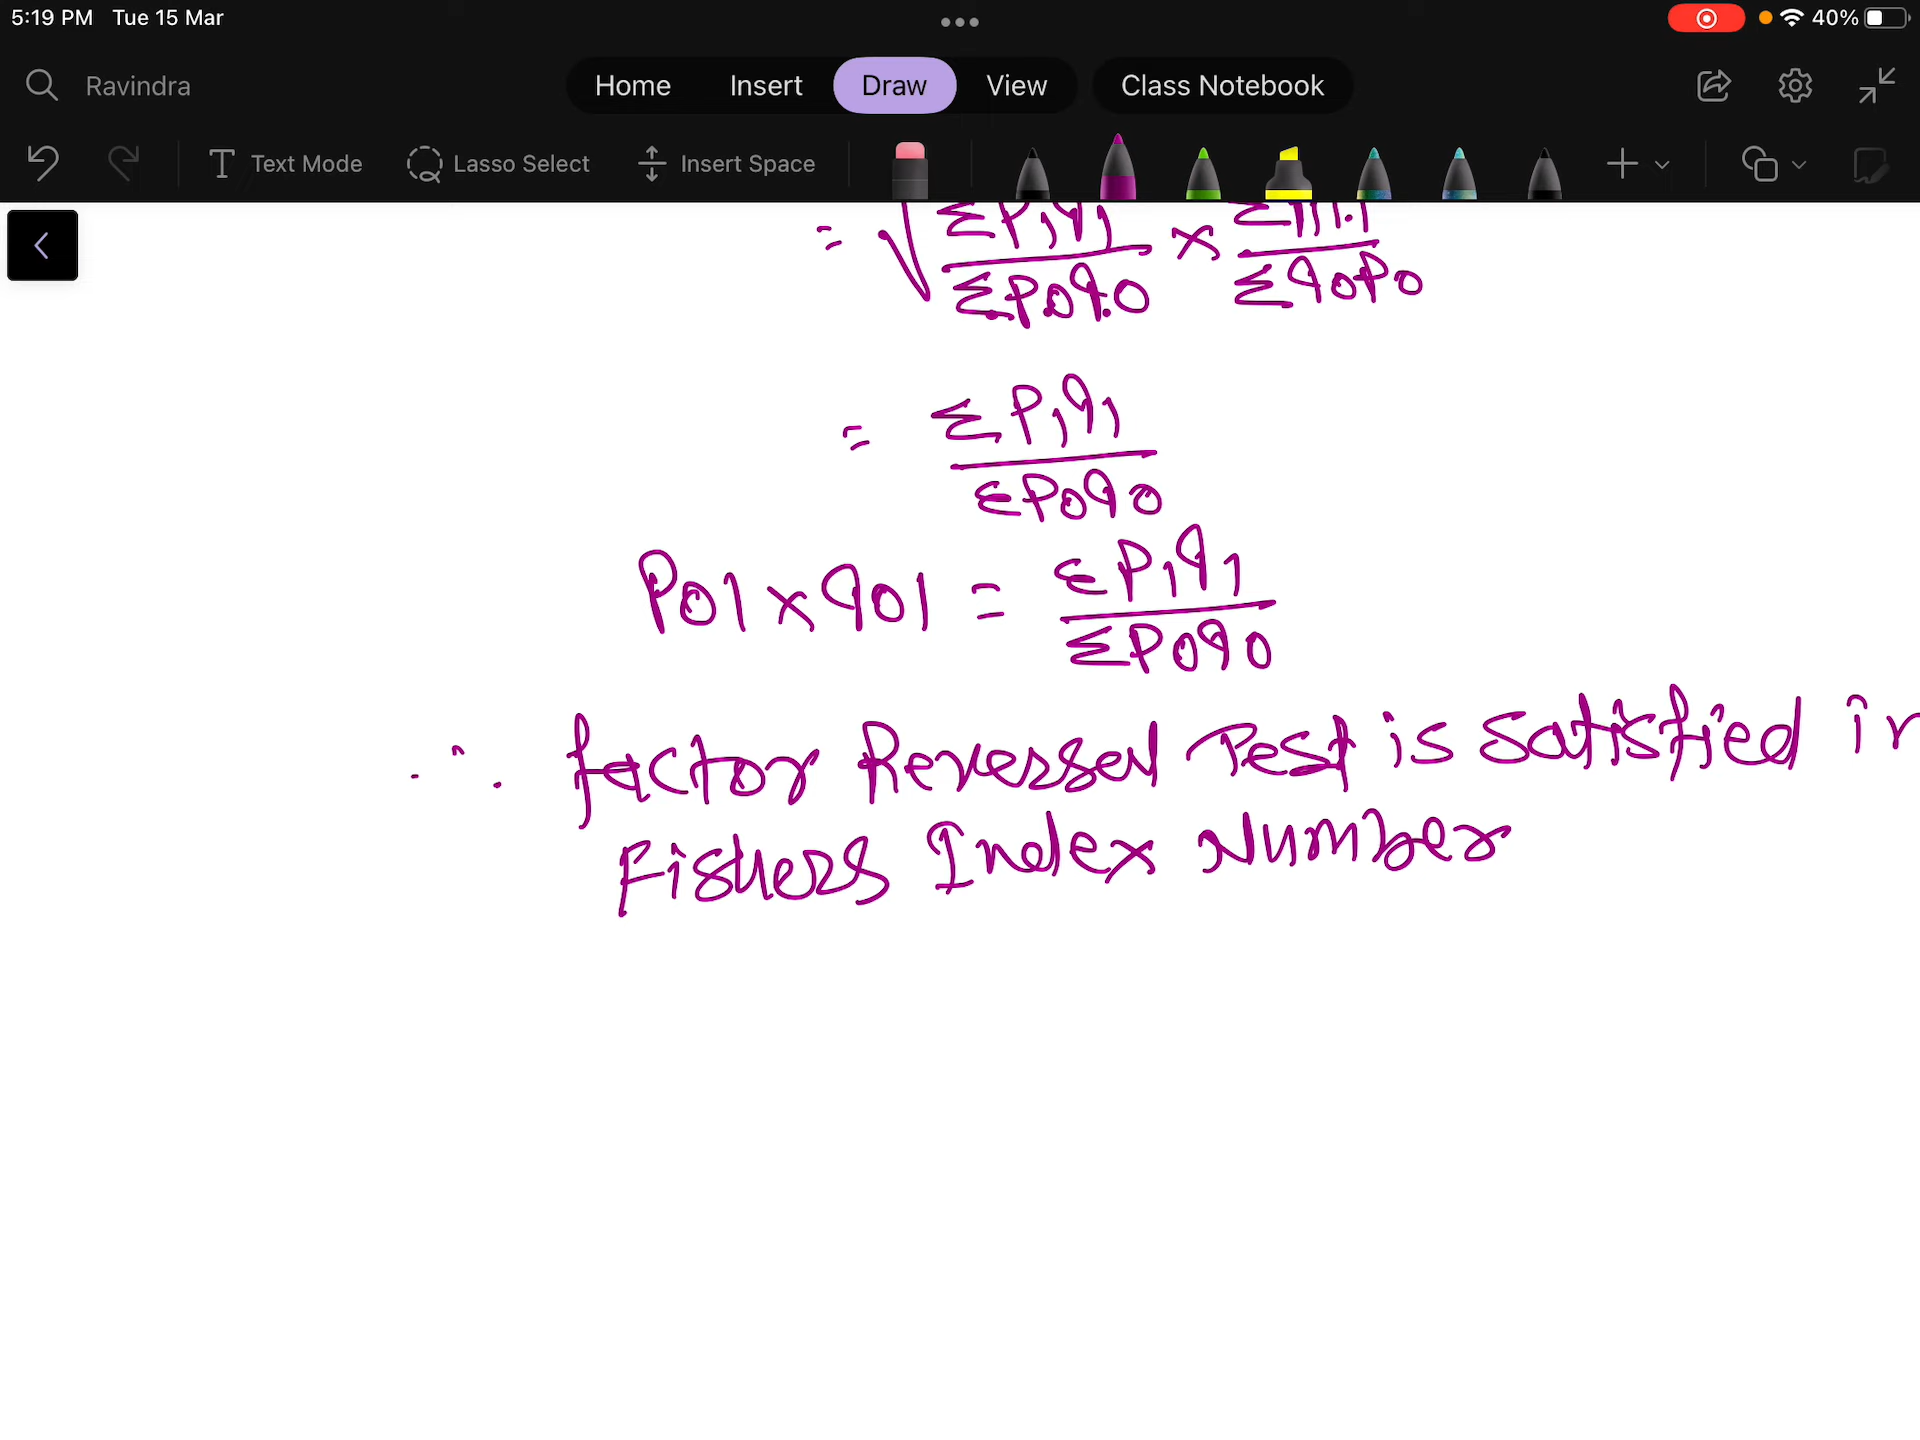 5:19 PM Tue 15 Mar
40%
Ravindra
Home Insert Draw View Class Notebook
Text Mode Lasso Select Insert Space
= √ ΣP₁q₁ / ΣP0q0 × / Σq0P0
= ΣP₁q₁ / ΣP0q0
P01 × q01 = ΣP₁q₁ / ΣP0q0
∴ factor Reversal Test is satisfied in
Fishers Index Number